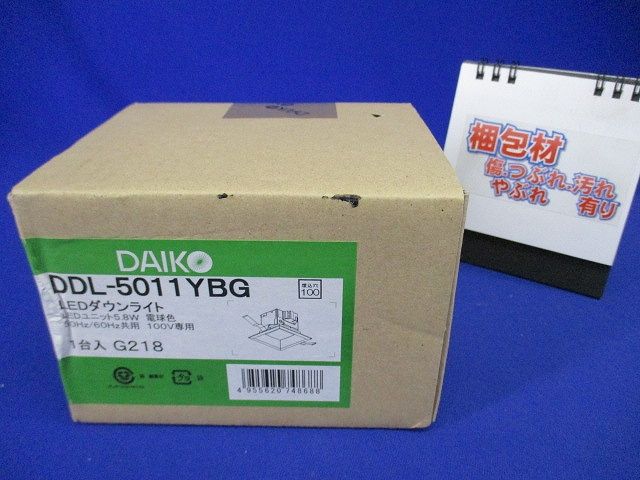 DAIKO
DDL-5011YBG
LEDダウンライト
LEDユニット5.8W 電球色
50Hz/60Hz共用 100V専用
1台入 G218
埋込穴
100
4 955620 748688
梱包材
傷、つぶれ、汚れ
やぶれ 有り